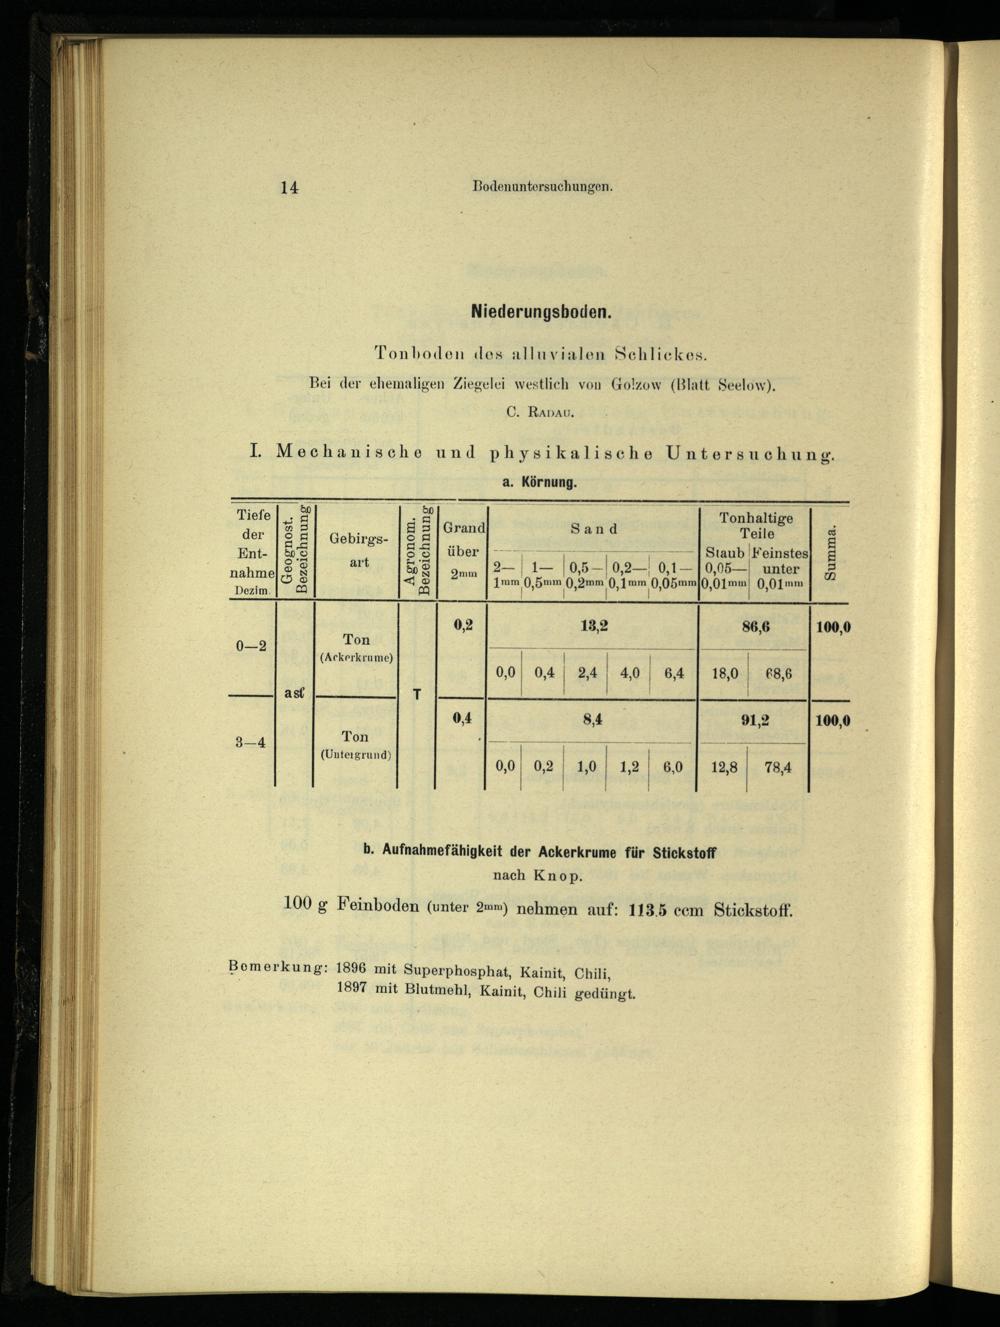 14 Bodenuntersuchungen.
Niederungsboden.
Tonboden des alluvialen Schlickes.
Bei der ehemaligen Ziegelei westlich von Golzow (Blatt Seelow).
C. RADAU.
I. Mechanische und physikalische Untersuchung.
a. Körnung.
Tiefe der Ent- nahme Dezim. Geognost. Bezeichnung Gebirgs- art Agronom. Bezeichnung Grand über 2mm Sand Tonhaltige Teile Summa.
Staub Feinstes
2— 1— 0,5— 0,2— 0,1— 0,05— unter
1mm 0,5mm 0,2mm 0,1mm 0,05mm 0,01mm 0,01mm
0—2 Ton (Ackerkrume) 0,2 13,2 86,6 100,0
0,0 0,4 2,4 4,0 6,4 18,0 68,6
asf T
3—4 Ton (Untergrund) 0,4 8,4 91,2 100,0
0,0 0,2 1,0 1,2 6,0 12,8 78,4
b. Aufnahmefähigkeit der Ackerkrume für Stickstoff
nach Knop.
100 g Feinboden (unter 2mm) nehmen auf: 113,5 ccm Stickstoff.
Bemerkung: 1896 mit Superphosphat, Kainit, Chili,
1897 mit Blutmehl, Kainit, Chili gedüngt.